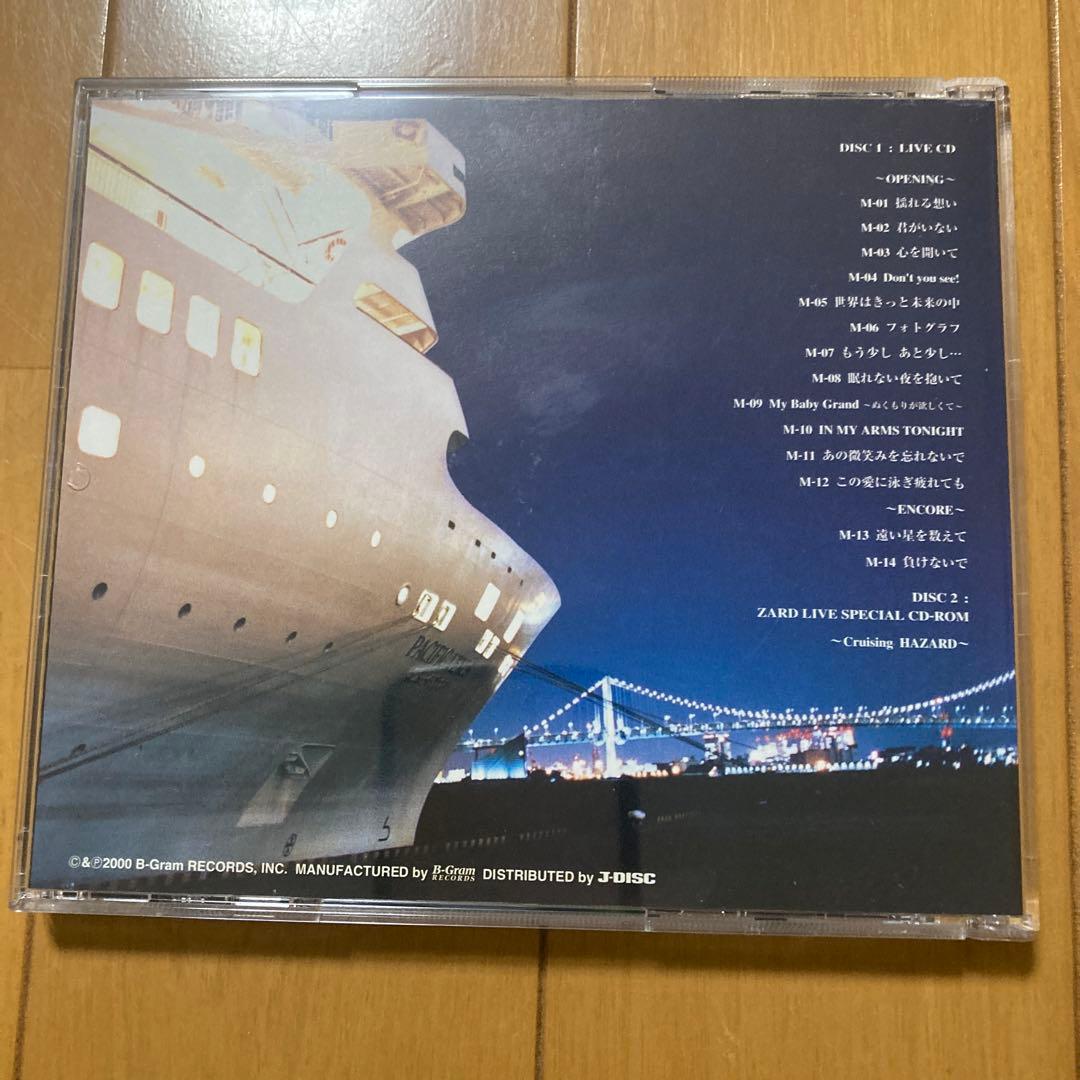 DISC 1 : LIVE CD
～OPENING～
M-01 揺れる想い
M-02 君がいない
M-03 心を開いて
M-04 Don't you see!
M-05 世界はきっと未来の中
M-06 フォトグラフ
M-07 もう少し あと少し…
M-08 眠れない夜を抱いて
M-09 My Baby Grand ～ぬくもりが欲しくて～
M-10 IN MY ARMS TONIGHT
M-11 あの微笑みを忘れないで
M-12 この愛に泳ぎ疲れても
～ENCORE～
M-13 遠い星を数えて
M-14 負けないで
DISC 2 :
ZARD LIVE SPECIAL CD-ROM
～Cruising HAZARD～
©&℗2000 B-Gram RECORDS, INC. MANUFACTURED by B-Gram RECORDS DISTRIBUTED by J-DISC